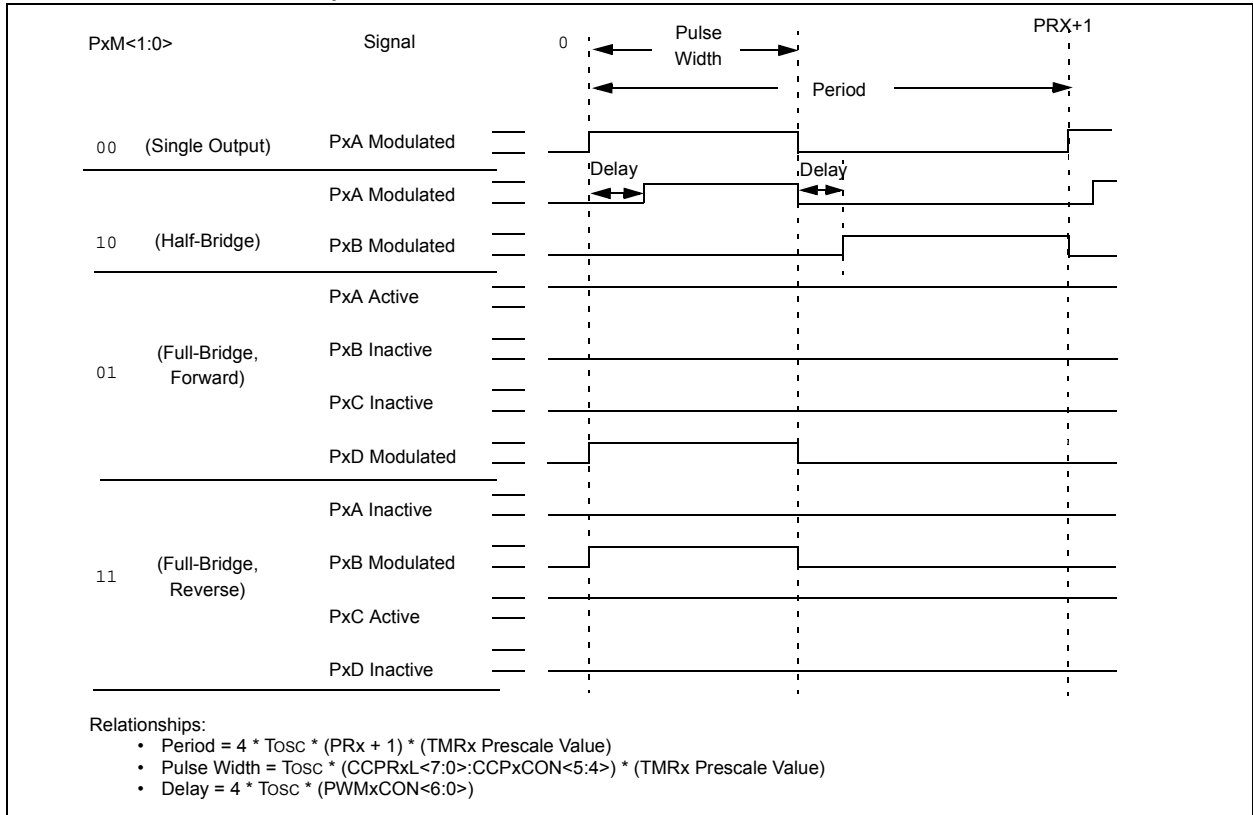 PxM<1:0>
Signal
0
Pulse
Width
PRX+1
Period
00 (Single Output)
PxA Modulated
Delay
Delay
PxA Modulated
10 (Half-Bridge)
PxB Modulated
PxA Active
01 (Full-Bridge,
Forward)
PxB Inactive
PxC Inactive
PxD Modulated
PxA Inactive
11 (Full-Bridge,
Reverse)
PxB Modulated
PxC Active
PxD Inactive
Relationships:
• Period = 4 * TOSC * (PRx + 1) * (TMRx Prescale Value)
• Pulse Width = TOSC * (CCPRxL<7:0>:CCPxCON<5:4>) * (TMRx Prescale Value)
• Delay = 4 * TOSC * (PWMxCON<6:0>)